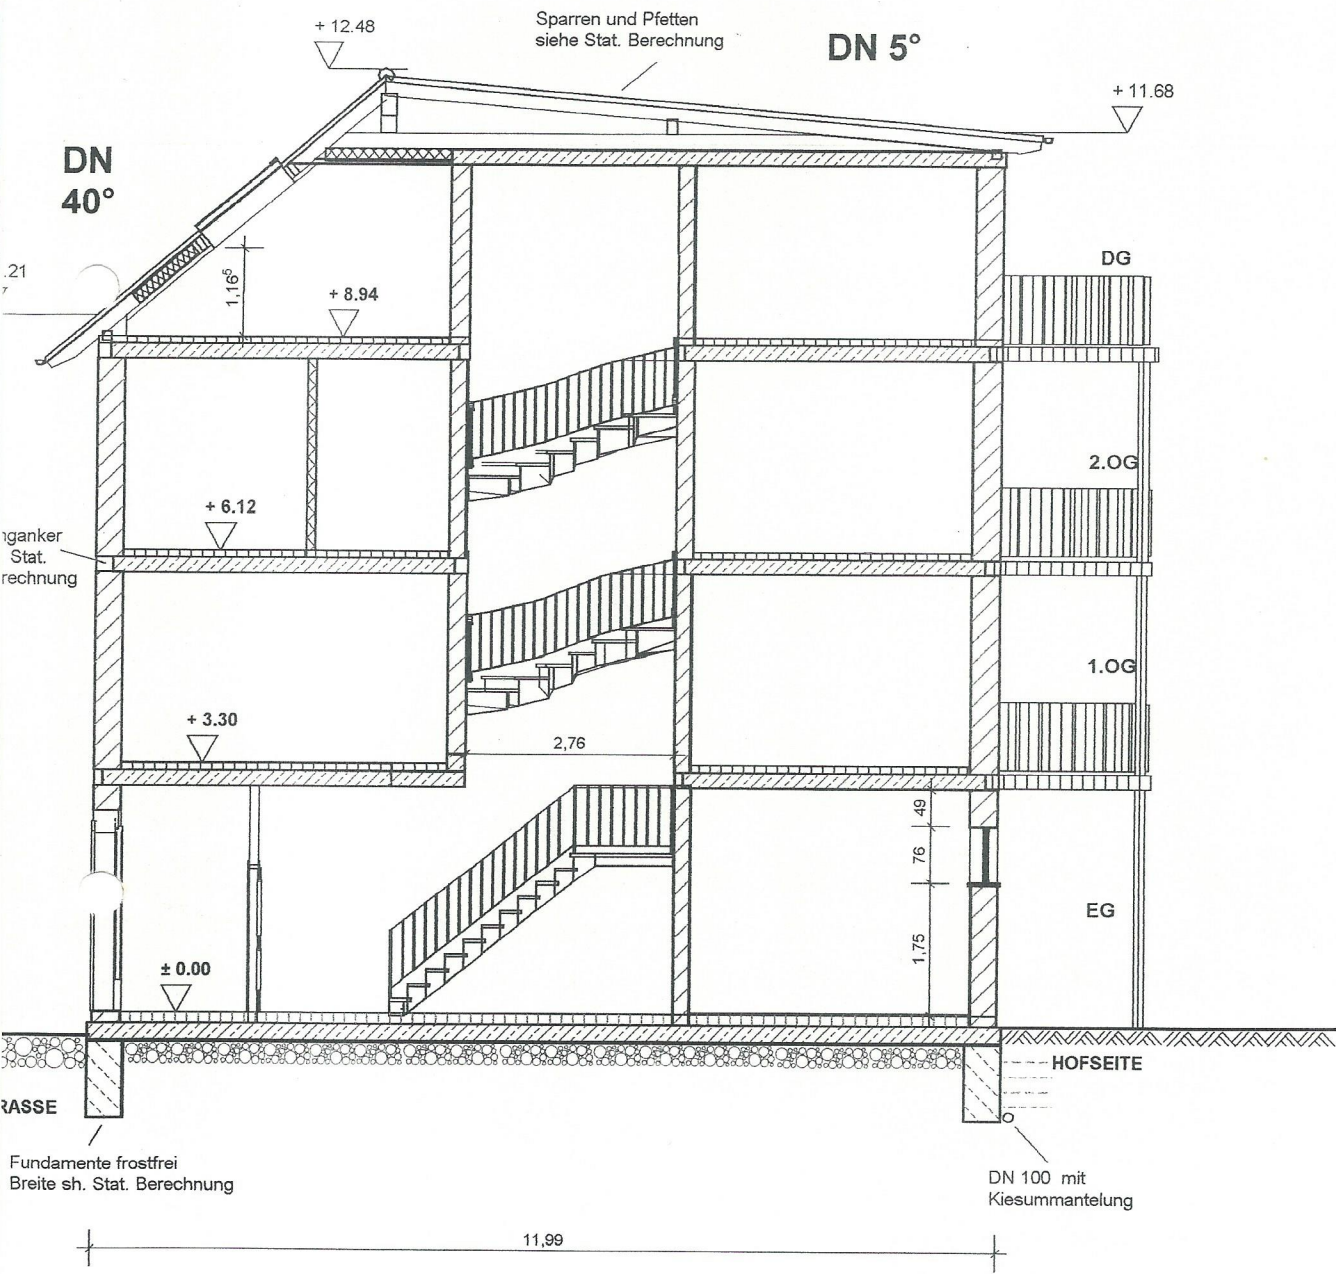 + 12.48
Sparren und Pfetten
siehe Stat. Berechnung
DN 5°
+ 11.68
DN
40°
.21
DG
1,16⁵
+ 8.94
2.OG
+ 6.12
nganker
Stat.
rechnung
1.OG
+ 3.30
2,76
49
76
EG
1,75
± 0.00
HOFSEITE
RASSE
Fundamente frostfrei
Breite sh. Stat. Berechnung
DN 100 mit
Kiesummantelung
11,99